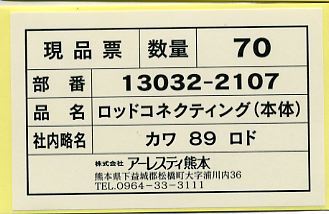 現品票 数量 70
部番 13032-2107
品名 ロッドコネクティング(本体)
社内略名 カワ 89 ロド
株式会社 アーレスティ熊本
熊本県下益城郡松橋町大字浦川内36
TEL.0964-33-3111